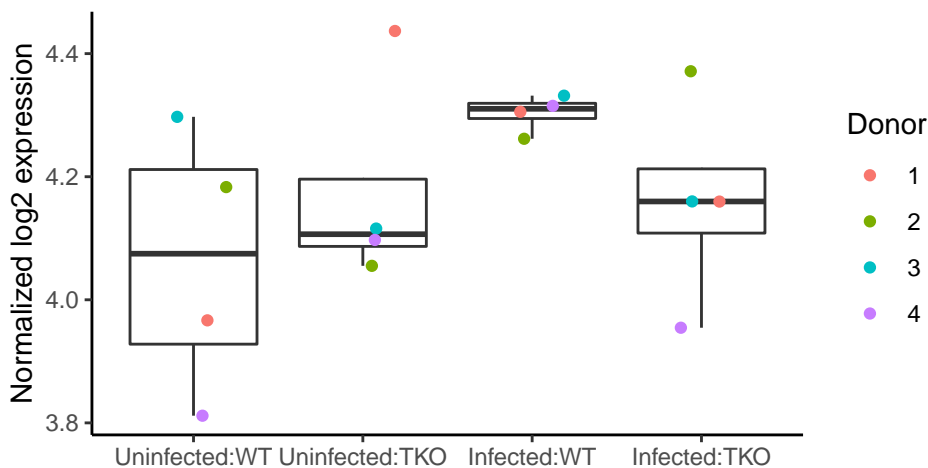 Normalized log2 expression
4.4
4.2
4.0
3.8
Uninfected:WT Uninfected:TKO Infected:WT Infected:TKO
Donor
1
2
3
4